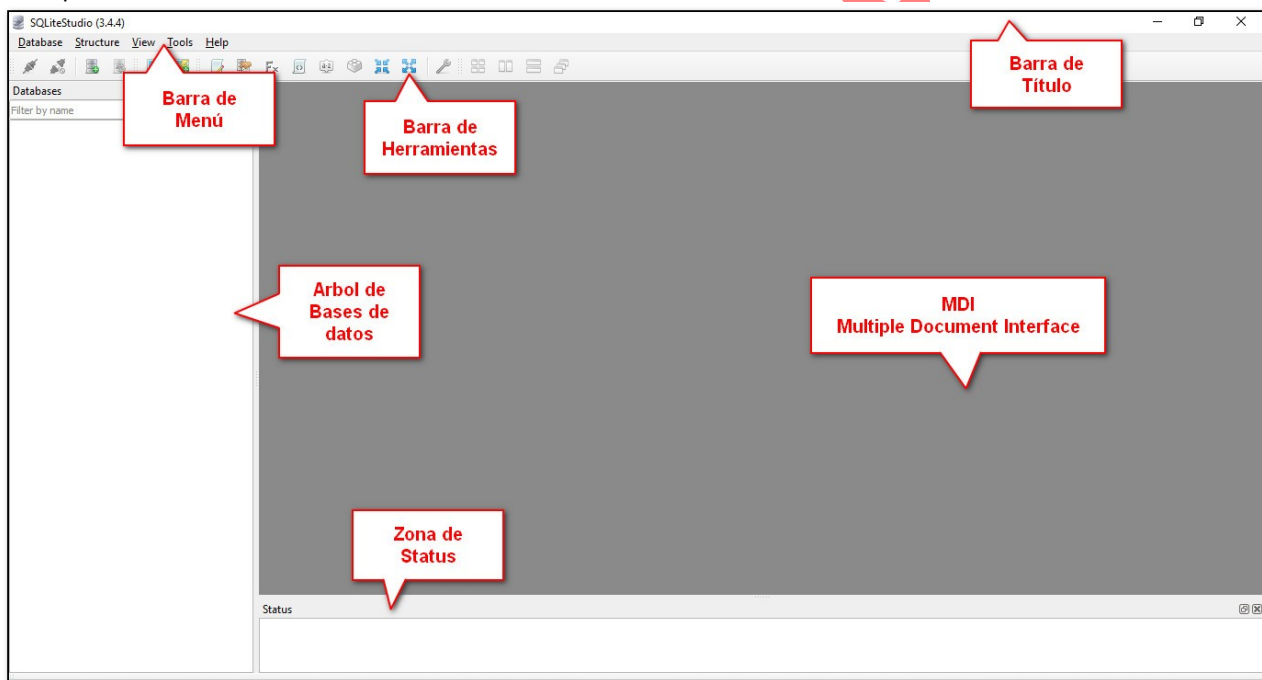 SQLiteStudio (3.4.4)
Database Structure View Tools Help
Databases
Filter by name
Barra de
Menú
Barra de
Herramientas
Barra de
Título
Arbol de
Bases de
datos
MDI
Multiple Document Interface
Zona de
Status
Status